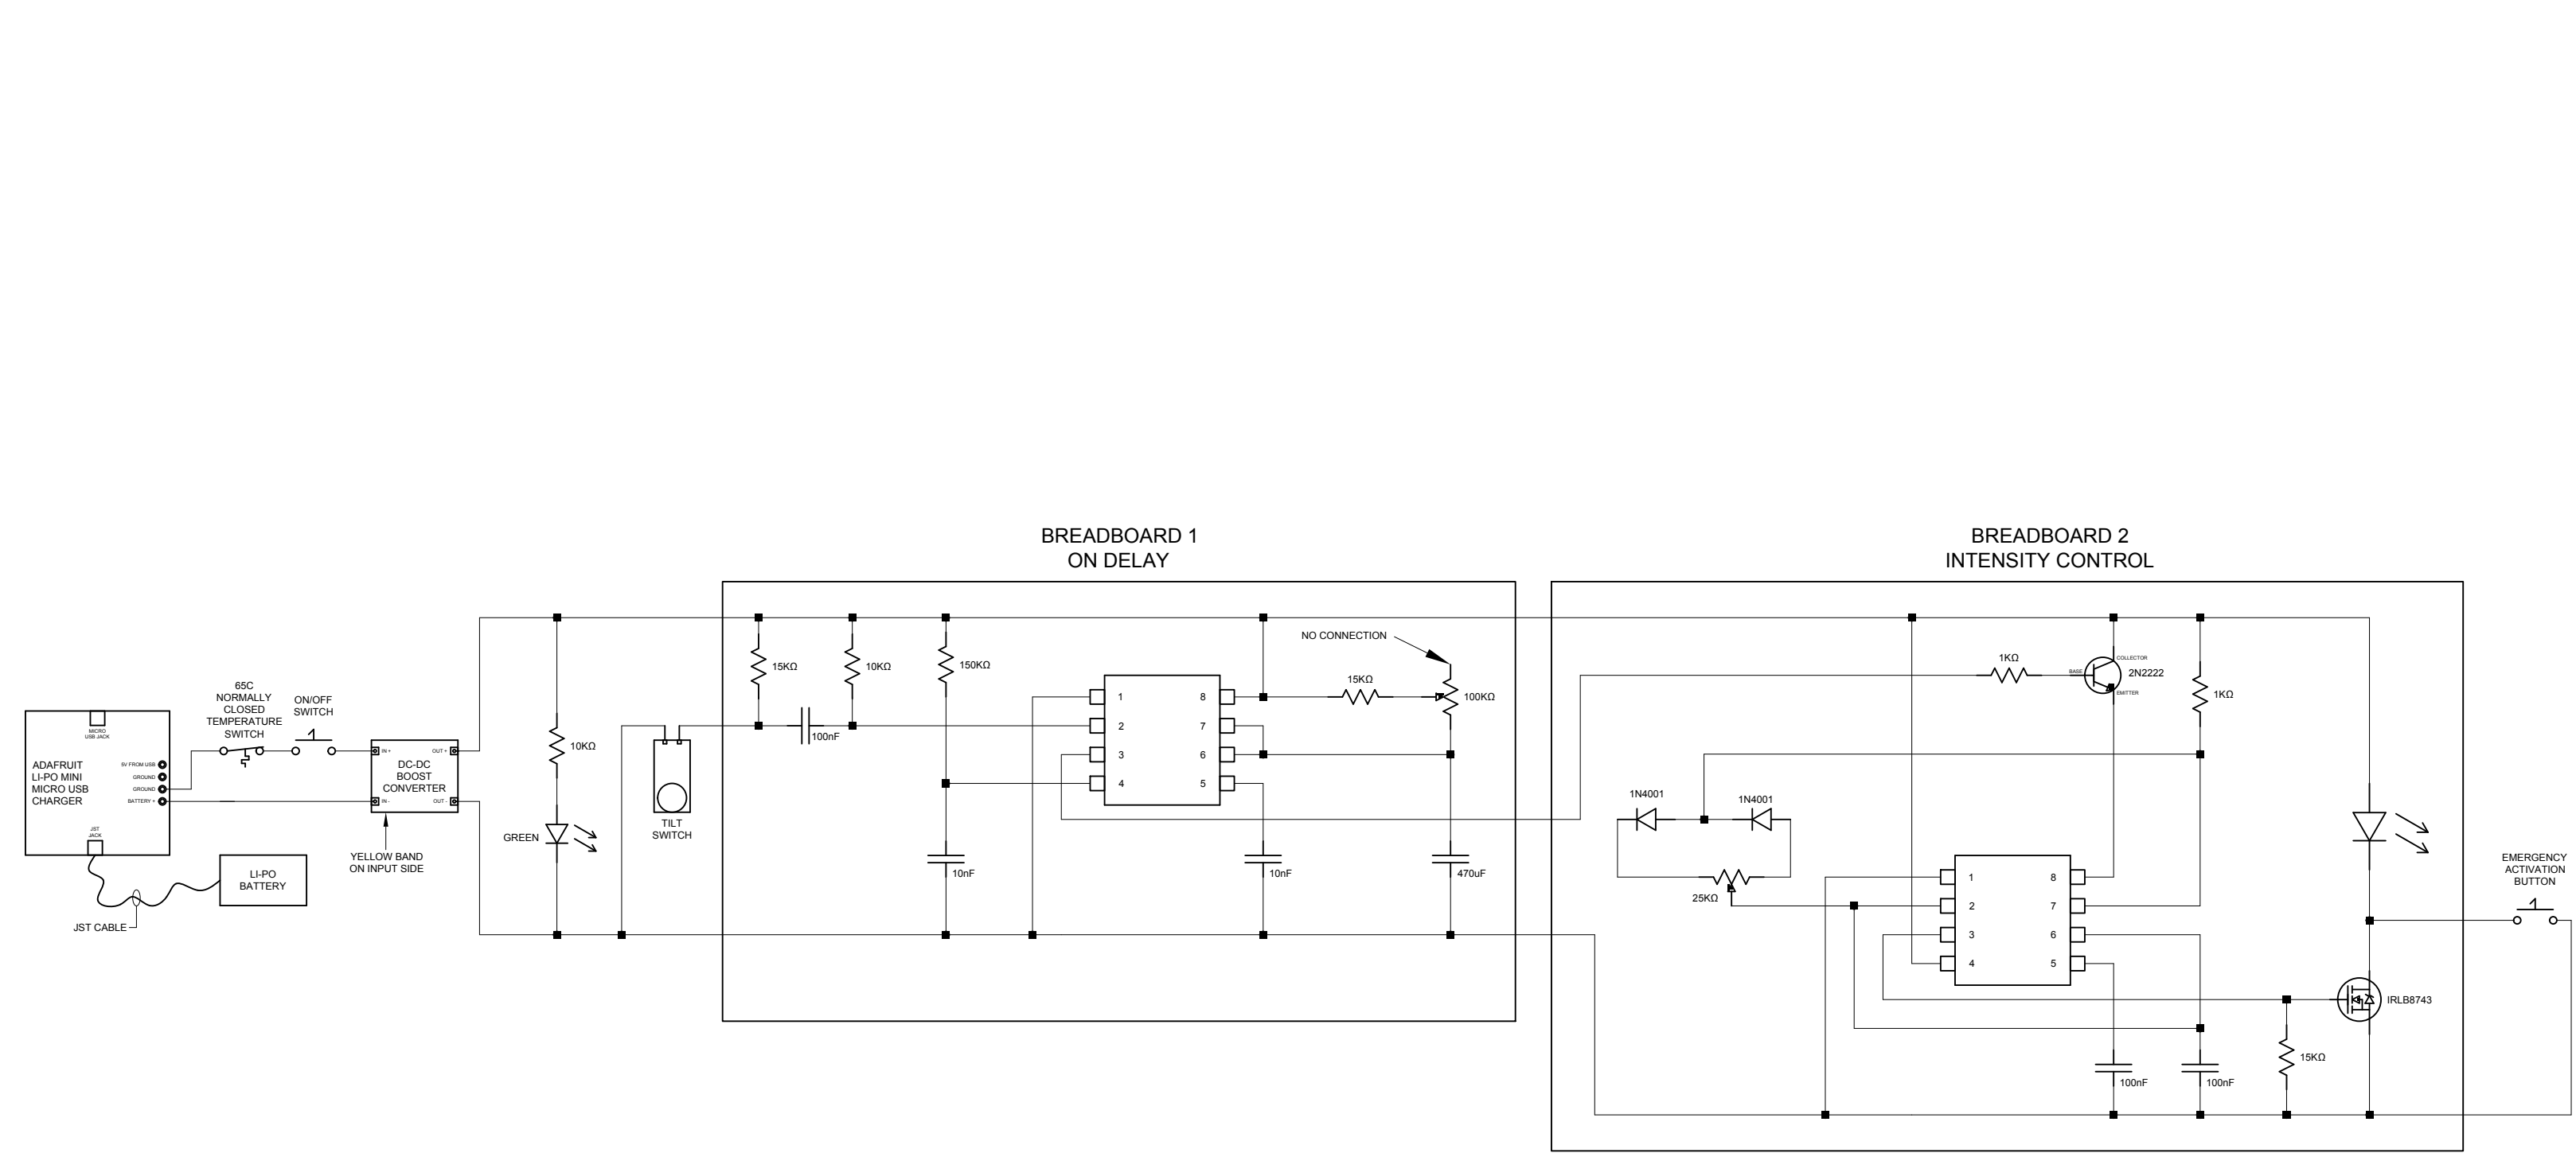 BREADBOARD 1
ON DELAY
BREADBOARD 2
INTENSITY CONTROL
MICRO
USB JACK
ADAFRUIT
LI-PO MINI
MICRO USB
CHARGER
5V FROM USB
GROUND
GROUND
BATTERY +
JST
JACK
JST CABLE
LI-PO
BATTERY
65C
NORMALLY
CLOSED
TEMPERATURE
SWITCH
ON/OFF
SWITCH
IN +
OUT +
DC-DC
BOOST
CONVERTER
IN -
OUT -
YELLOW BAND
ON INPUT SIDE
10KΩ
GREEN
TILT
SWITCH
15KΩ
10KΩ
150KΩ
100nF
10nF
1
2
3
4
8
7
6
5
10nF
NO CONNECTION
15KΩ
100KΩ
470uF
1N4001
1N4001
25KΩ
1KΩ
BASE
COLLECTOR
2N2222
EMITTER
1KΩ
1
2
3
4
8
7
6
5
100nF
100nF
15KΩ
IRLB8743
EMERGENCY
ACTIVATION
BUTTON